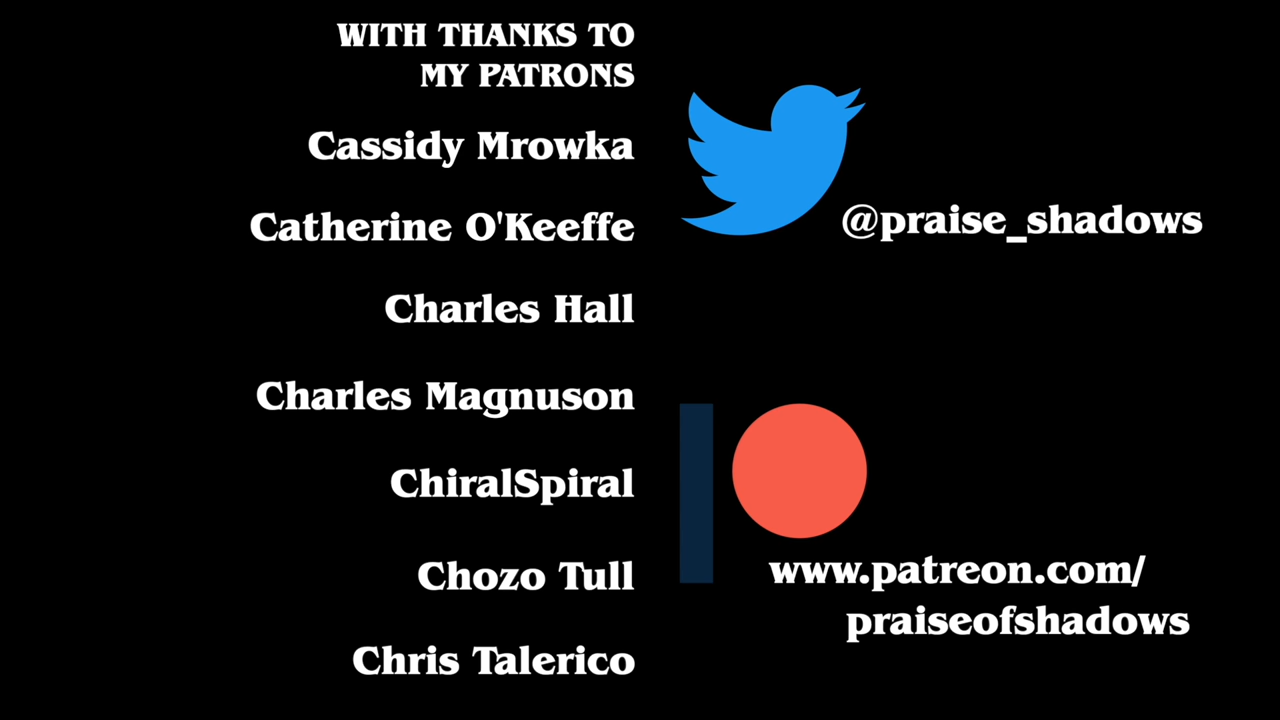 WITH THANKS TO
MY PATRONS
Cassidy Mrowka
Catherine O'Keeffe
Charles Hall
Charles Magnuson
ChiralSpiral
Chozo Tull
Chris Talerico
@praise_shadows
www.patreon.com/
praiseofshadows